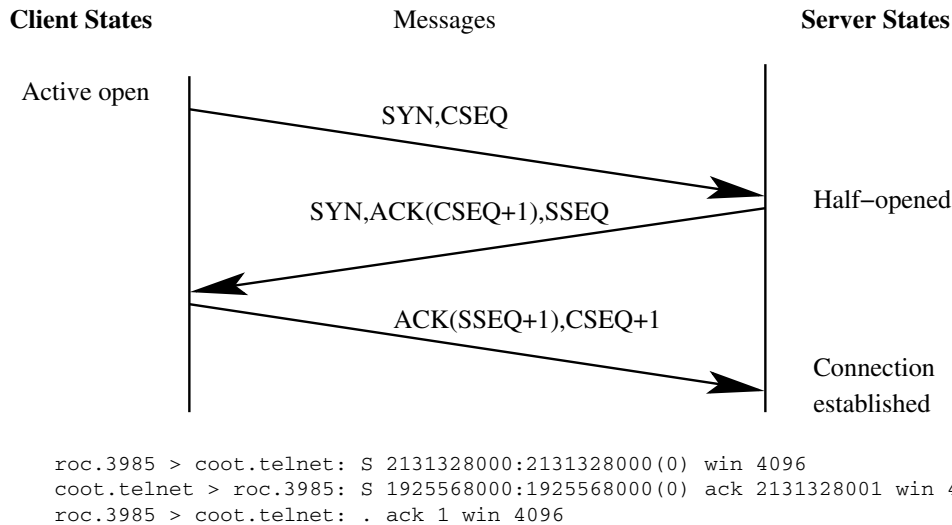 Client States Messages Server States
Active open
SYN,CSEQ
Half−opened
SYN,ACK(CSEQ+1),SSEQ
ACK(SSEQ+1),CSEQ+1
Connection
established
roc.3985 > coot.telnet: S 2131328000:2131328000(0) win 4096
coot.telnet > roc.3985: S 1925568000:1925568000(0) ack 2131328001 win
roc.3985 > coot.telnet: . ack 1 win 4096